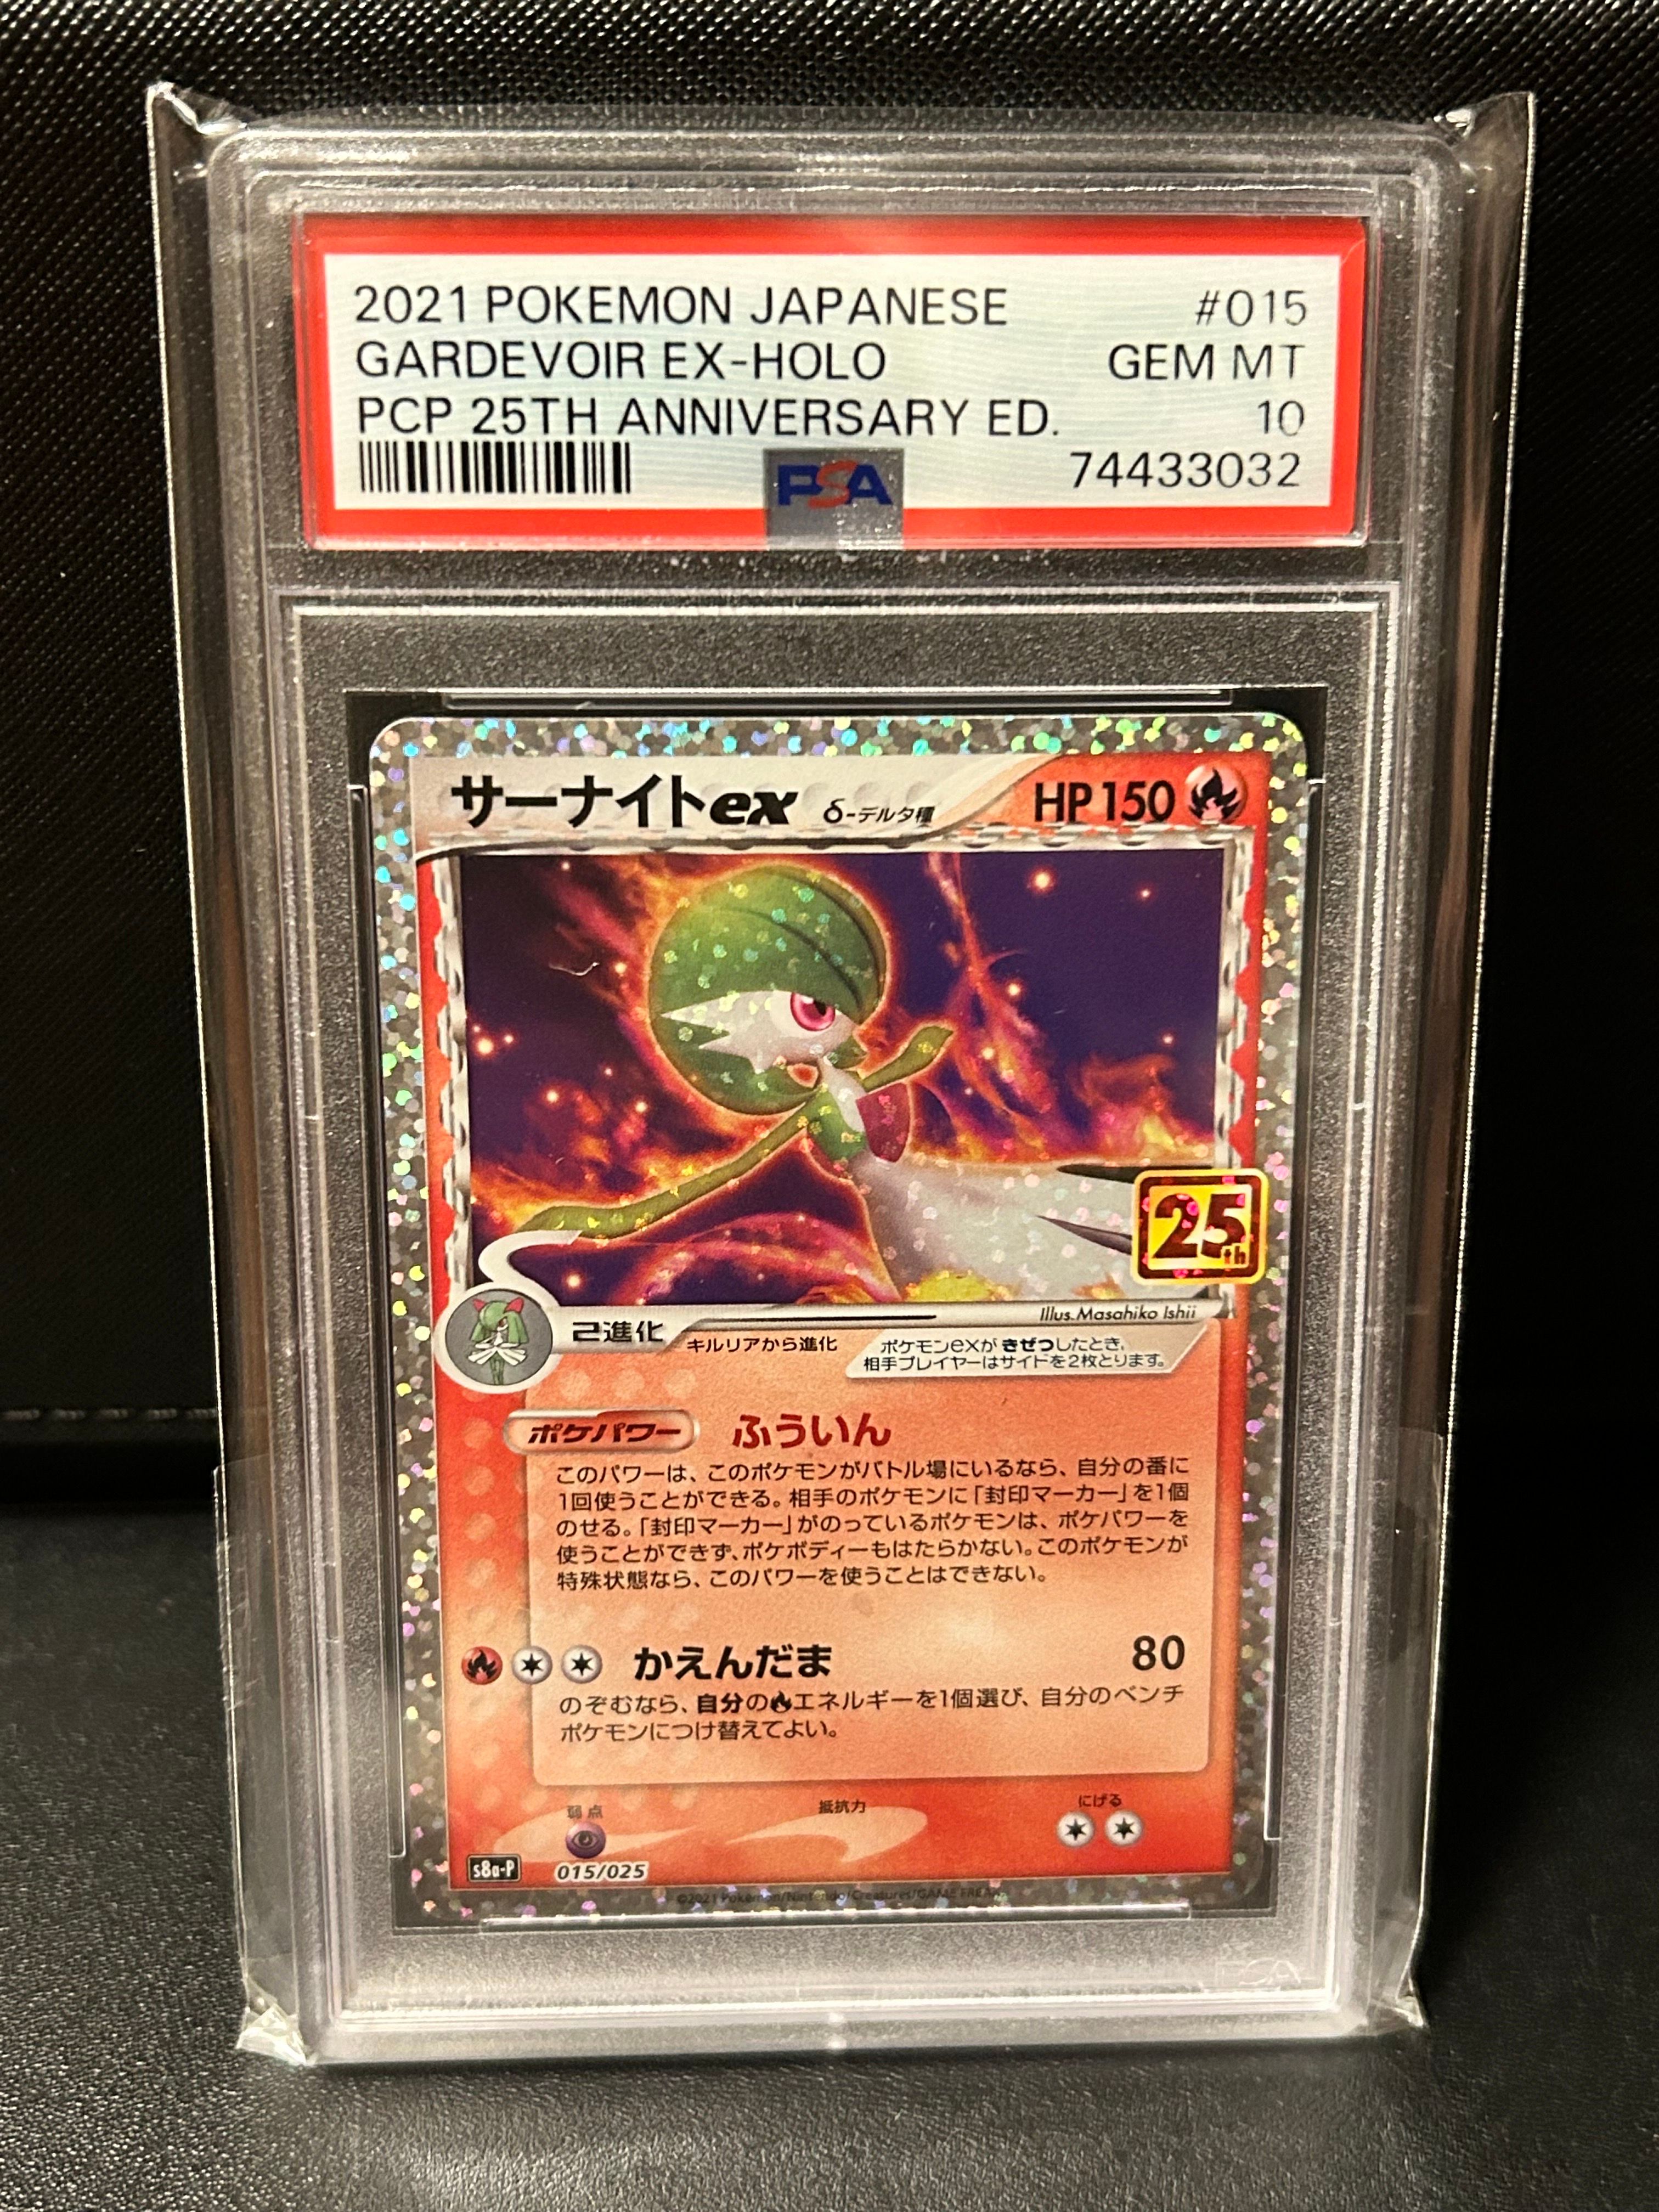 2021 POKEMON JAPANESE #015
GARDEVOIR EX-HOLO GEM MT
PCP 25TH ANNIVERSARY ED. 10
PSA 74433032
サーナイトex δ-デルタ種 HP150
25th
Illus. Masahiko Ishii
2進化 キルリアから進化
ポケモンexが きぜつしたとき、
相手プレイヤーはサイドを2枚とります。
ポケパワー ふういん
このパワーは、このポケモンがバトル場にいるなら、自分の番に
1回使うことができる。相手のポケモンに「封印マーカー」を1個
のせる。「封印マーカー」がのっているポケモンは、ポケパワーを
使うことができず、ポケボディーもはたらかない。このポケモンが
特殊状態なら、このパワーを使うことはできない。
かえんだま 80
のぞむなら、自分のエネルギーを1個選び、自分のベンチ
ポケモンにつけ替えてよい。
弱点 抵抗力 にげる
s8a-P 015/025
©2021 Pokémon/Nintendo/Creatures/GAME FREAK
PSA